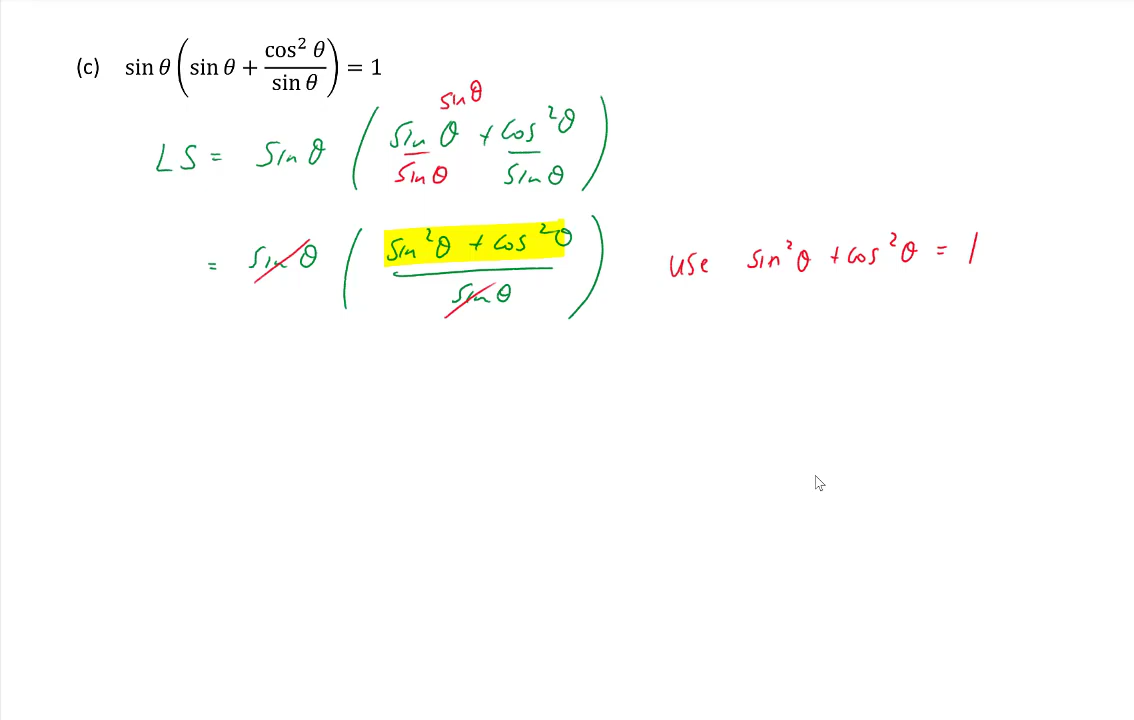 (c) sin θ ( sin θ + cos² θ / sin θ ) = 1
sin θ
LS = sin θ ( sin θ / sin θ + cos² θ / sin θ )
= sin θ ( sin² θ + cos² θ / sin θ ) use sin² θ + cos² θ = 1